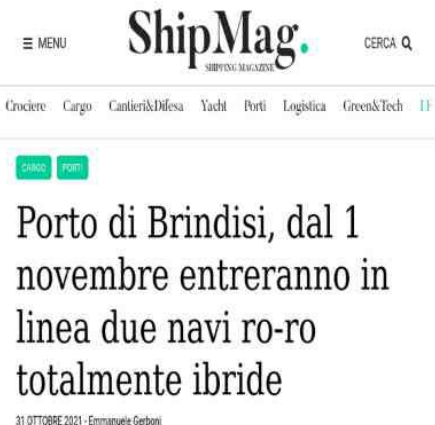 ≡ MENU
ShipMag.
SHIPPING MAGAZINE
CERCA
Crociere Cargo Cantieri&Difesa Yacht Porti Logistica Green&Tech
CARGO PORTI
Porto di Brindisi, dal 1
novembre entreranno in
linea due navi ro-ro
totalmente ibride
31 OTTOBRE 2021 - Emmanuele Gerboni